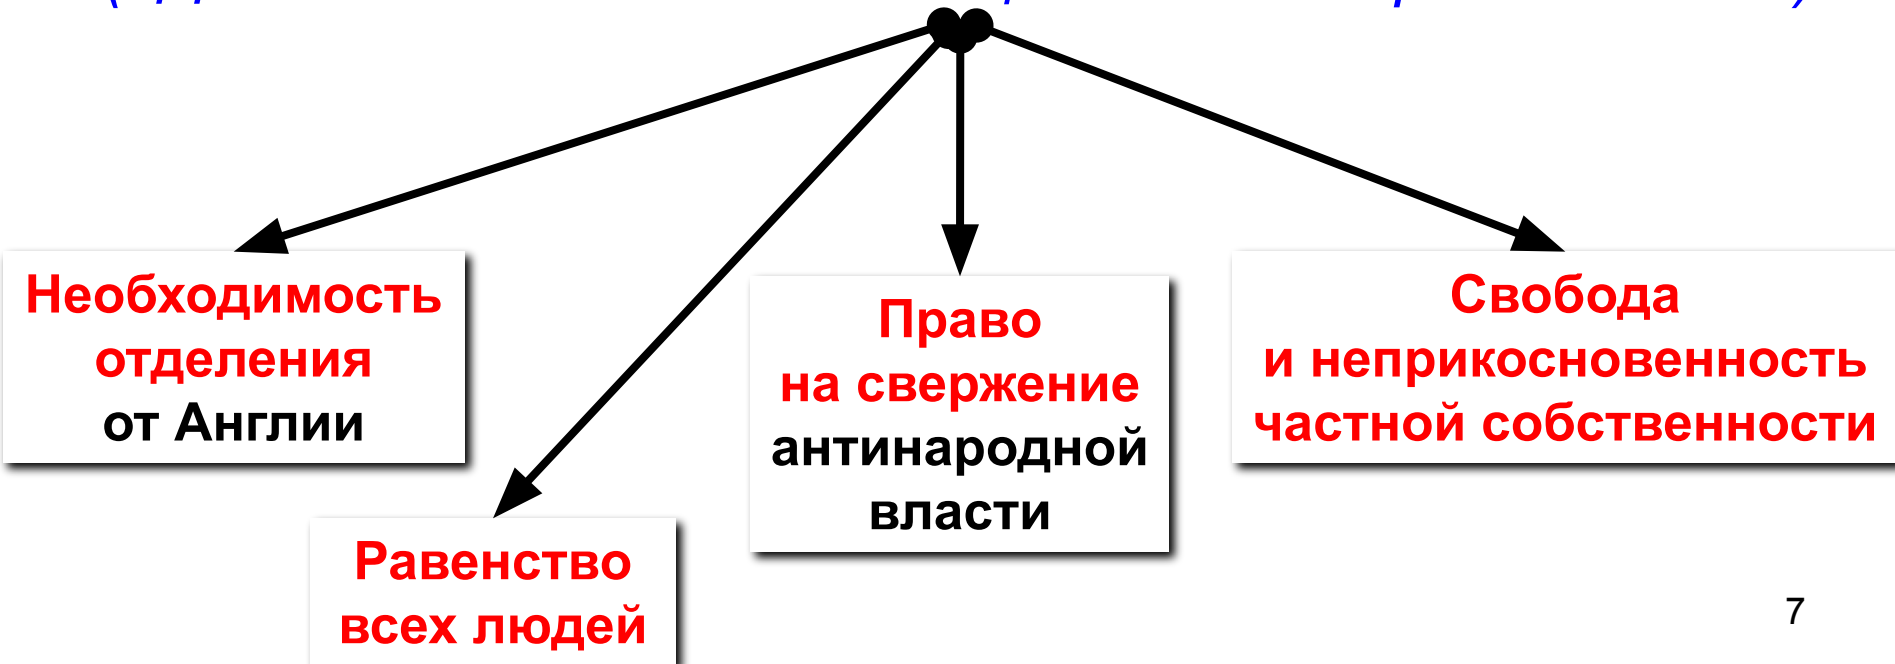 Необходимость
отделения
от Англии
Равенство
всех людей
Право
на свержение
антинародной
власти
Свобода
и неприкосновенность
частной собственности
7